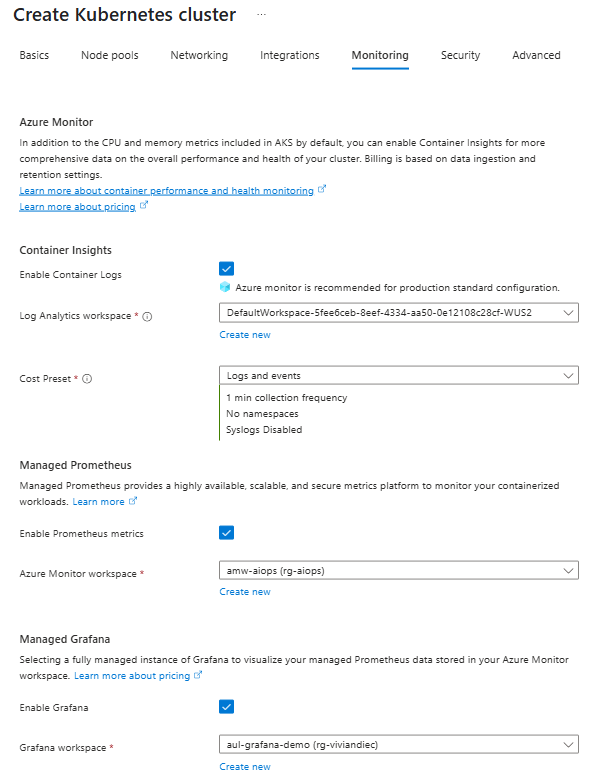 Create Kubernetes cluster ...
Basics Node pools Networking Integrations Monitoring Security Advanced
Azure Monitor
In addition to the CPU and memory metrics included in AKS by default, you can enable Container Insights for more
comprehensive data on the overall performance and health of your cluster. Billing is based on data ingestion and
retention settings.
Learn more about container performance and health monitoring
Learn more about pricing
Container Insights
Enable Container Logs
Azure monitor is recommended for production standard configuration.
Log Analytics workspace *
DefaultWorkspace-5fee6ceb-8eef-4334-aa50-0e12108c28cf-WUS2
Create new
Cost Preset *
Logs and events
1 min collection frequency
No namespaces
Syslogs Disabled
Managed Prometheus
Managed Prometheus provides a highly available, scalable, and secure metrics platform to monitor your containerized
workloads. Learn more
Enable Prometheus metrics
Azure Monitor workspace *
amw-aiops (rg-aiops)
Create new
Managed Grafana
Selecting a fully managed instance of Grafana to visualize your managed Prometheus data stored in your Azure Monitor
workspace. Learn more about pricing
Enable Grafana
Grafana workspace *
aul-grafana-demo (rg-viviandiec)
Create new